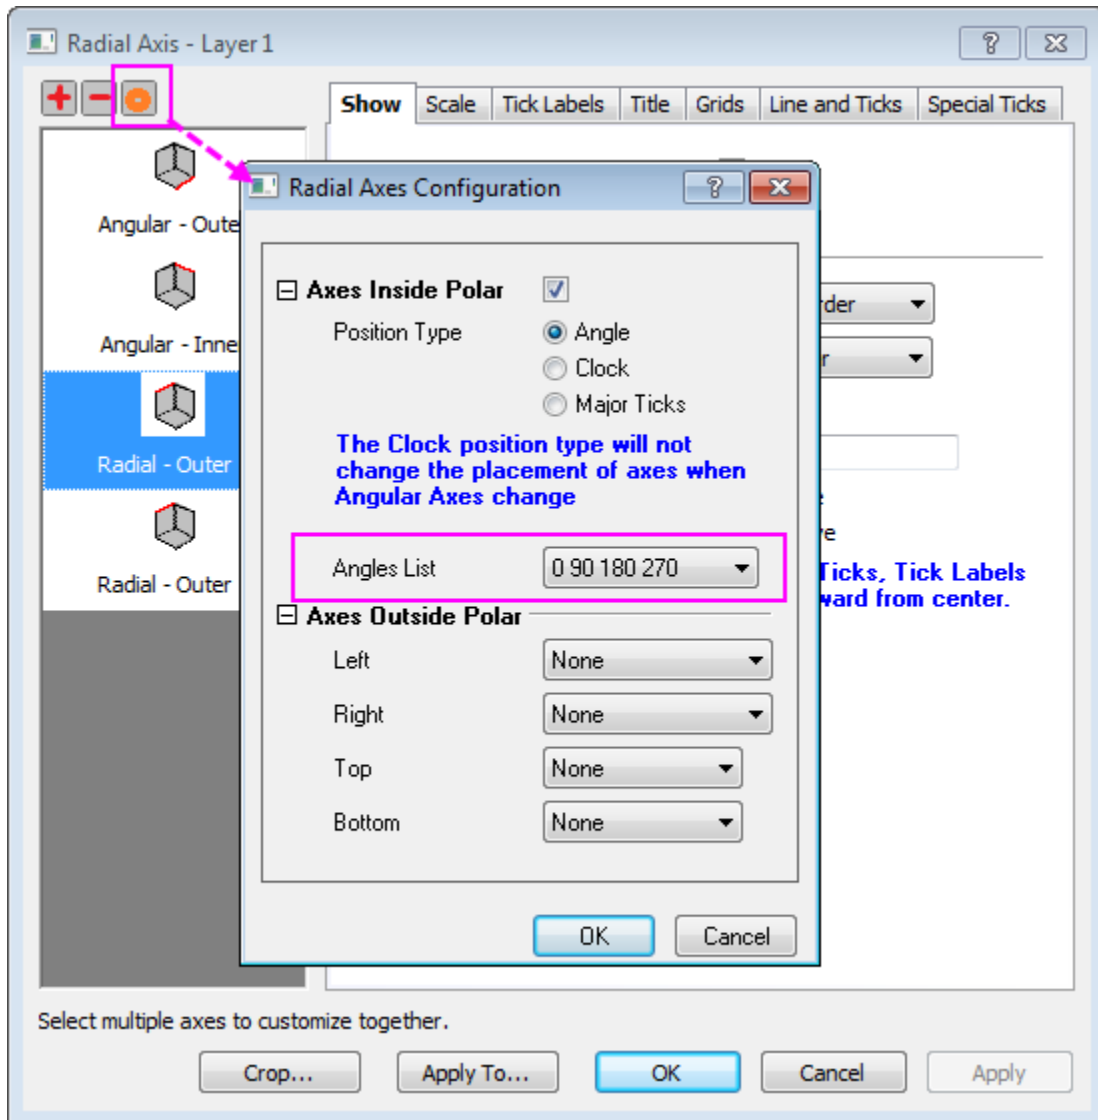 Radial Axis - Layer 1
Show Scale Tick Labels Title Grids Line and Ticks Special Ticks
Angular - Oute
Angular - Inne
Radial - Outer
Radial - Outer
Radial Axes Configuration
Axes Inside Polar
Position Type
Angle
Clock
Major Ticks
The Clock position type will not
change the placement of axes when
Angular Axes change
Angles List 0 90 180 270
Axes Outside Polar
Left None
Right None
Top None
Bottom None
OK Cancel
rder
r
e
ve
Ticks, Tick Labels
ward from center.
Select multiple axes to customize together.
Crop... Apply To... OK Cancel Apply